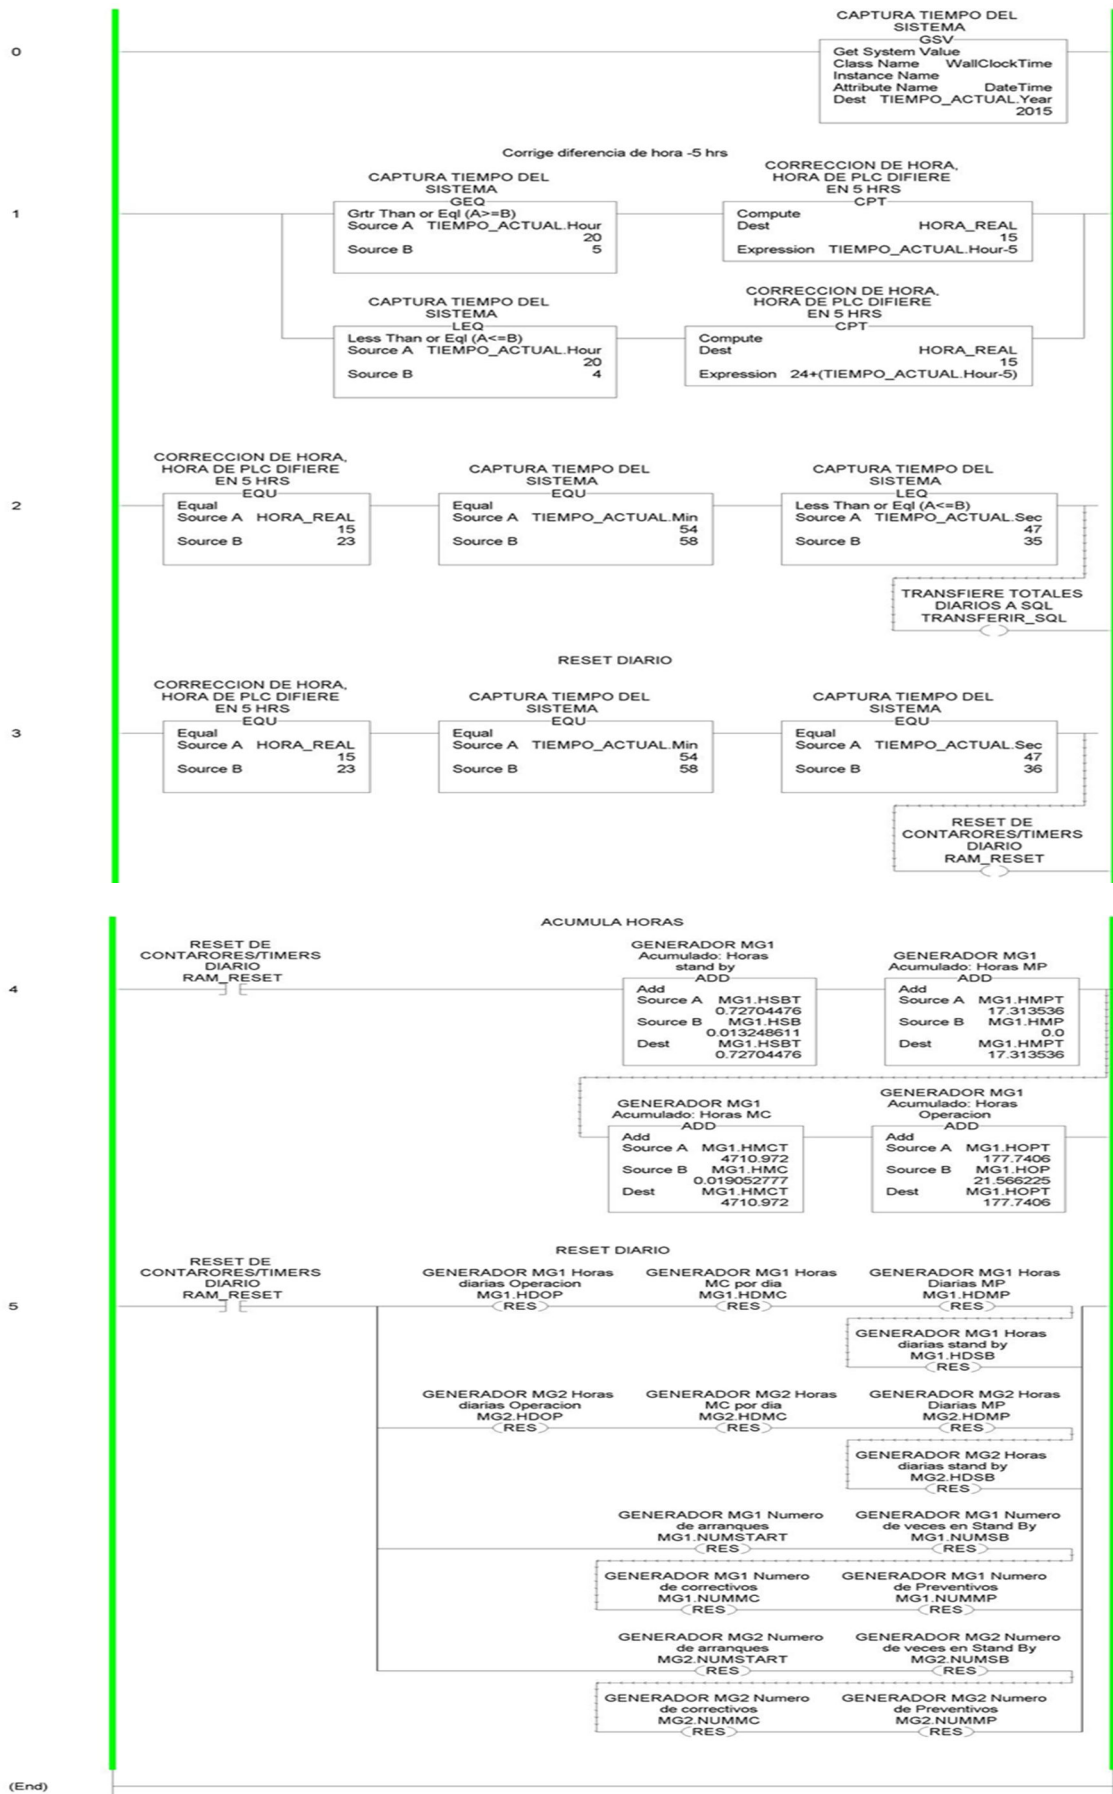 0
CAPTURA TIEMPO DEL
SISTEMA
GSV
Get System Value
Class Name WallClockTime
Instance Name
Attribute Name DateTime
Dest TIEMPO_ACTUAL.Year
2015
Corrige diferencia de hora -5 hrs
1
CAPTURA TIEMPO DEL
SISTEMA
GEQ
Grtr Than or Eql (A>=B)
Source A TIEMPO_ACTUAL.Hour
20
Source B 5
CORRECCION DE HORA,
HORA DE PLC DIFIERE
EN 5 HRS
CPT
Compute
Dest HORA_REAL
15
Expression TIEMPO_ACTUAL.Hour-5
CAPTURA TIEMPO DEL
SISTEMA
LEQ
Less Than or Eql (A<=B)
Source A TIEMPO_ACTUAL.Hour
20
Source B 4
CORRECCION DE HORA,
HORA DE PLC DIFIERE
EN 5 HRS
CPT
Compute
Dest HORA_REAL
15
Expression 24+(TIEMPO_ACTUAL.Hour-5)
2
CORRECCION DE HORA,
HORA DE PLC DIFIERE
EN 5 HRS
EQU
Equal
Source A HORA_REAL
15
Source B 23
CAPTURA TIEMPO DEL
SISTEMA
EQU
Equal
Source A TIEMPO_ACTUAL.Min
54
Source B 58
CAPTURA TIEMPO DEL
SISTEMA
LEQ
Less Than or Eql (A<=B)
Source A TIEMPO_ACTUAL.Sec
47
Source B 35
TRANSFIERE TOTALES
DIARIOS A SQL
TRANSFERIR_SQL
RESET DIARIO
3
CORRECCION DE HORA,
HORA DE PLC DIFIERE
EN 5 HRS
EQU
Equal
Source A HORA_REAL
15
Source B 23
CAPTURA TIEMPO DEL
SISTEMA
EQU
Equal
Source A TIEMPO_ACTUAL.Min
54
Source B 58
CAPTURA TIEMPO DEL
SISTEMA
EQU
Equal
Source A TIEMPO_ACTUAL.Sec
47
Source B 36
RESET DE
CONTARORES/TIMERS
DIARIO
RAM_RESET
ACUMULA HORAS
4
RESET DE
CONTARORES/TIMERS
DIARIO
RAM_RESET
GENERADOR MG1
Acumulado: Horas
stand by
ADD
Add
Source A MG1.HSBT
0.72704476
Source B MG1.HSB
0.013248611
Dest MG1.HSBT
0.72704476
GENERADOR MG1
Acumulado: Horas MP
ADD
Add
Source A MG1.HMPT
17.313536
Source B MG1.HMP
0.0
Dest MG1.HMPT
17.313536
GENERADOR MG1
Acumulado: Horas MC
ADD
Add
Source A MG1.HMCT
4710.972
Source B MG1.HMC
0.019052777
Dest MG1.HMCT
4710.972
GENERADOR MG1
Acumulado: Horas
Operacion
ADD
Add
Source A MG1.HOPT
177.7406
Source B MG1.HOP
21.566225
Dest MG1.HOPT
177.7406
RESET DIARIO
5
RESET DE
CONTARORES/TIMERS
DIARIO
RAM_RESET
GENERADOR MG1 Horas
diarias Operacion
MG1.HDOP
RES
GENERADOR MG1 Horas
MC por dia
MG1.HDMC
RES
GENERADOR MG1 Horas
Diarias MP
MG1.HDMP
RES
GENERADOR MG1 Horas
diarias stand by
MG1.HDSB
RES
GENERADOR MG2 Horas
diarias Operacion
MG2.HDOP
RES
GENERADOR MG2 Horas
MC por dia
MG2.HDMC
RES
GENERADOR MG2 Horas
Diarias MP
MG2.HDMP
RES
GENERADOR MG2 Horas
diarias stand by
MG2.HDSB
RES
GENERADOR MG1 Numero
de arranques
MG1.NUMSTART
RES
GENERADOR MG1 Numero
de veces en Stand By
MG1.NUMSB
RES
GENERADOR MG1 Numero
de correctivos
MG1.NUMMC
RES
GENERADOR MG1 Numero
de Preventivos
MG1.NUMMP
RES
GENERADOR MG2 Numero
de arranques
MG2.NUMSTART
RES
GENERADOR MG2 Numero
de veces en Stand By
MG2.NUMSB
RES
GENERADOR MG2 Numero
de correctivos
MG2.NUMMC
RES
GENERADOR MG2 Numero
de Preventivos
MG2.NUMMP
RES
(End)